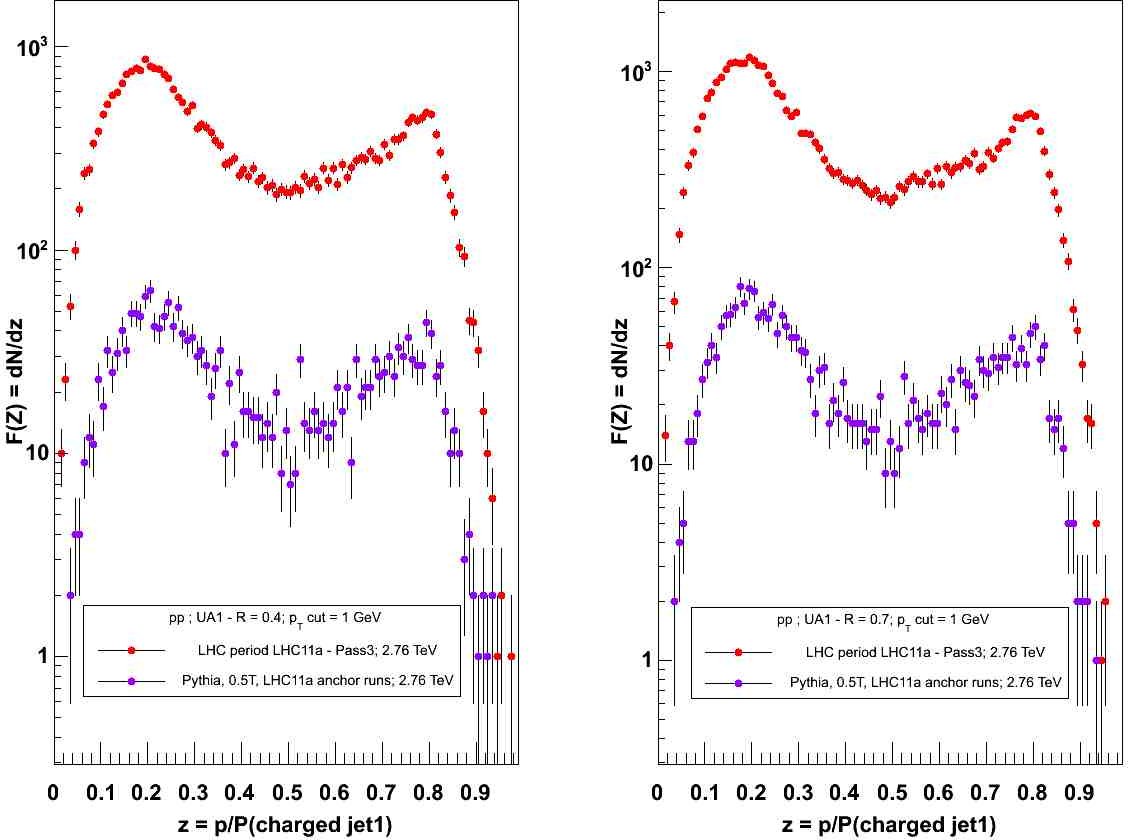 10³
10²
10
1
F(Z) = dN/dz
pp ; UA1 - R = 0.4; p_T cut = 1 GeV
LHC period LHC11a - Pass3; 2.76 TeV
Pythia, 0.5T, LHC11a anchor runs; 2.76 TeV
0 0.1 0.2 0.3 0.4 0.5 0.6 0.7 0.8 0.9
z = p/P(charged jet1)
10³
10²
10
1
F(Z) = dN/dz
pp ; UA1 - R = 0.7; p_T cut = 1 GeV
LHC period LHC11a - Pass3; 2.76 TeV
Pythia, 0.5T, LHC11a anchor runs; 2.76 TeV
0 0.1 0.2 0.3 0.4 0.5 0.6 0.7 0.8 0.9
z = p/P(charged jet1)